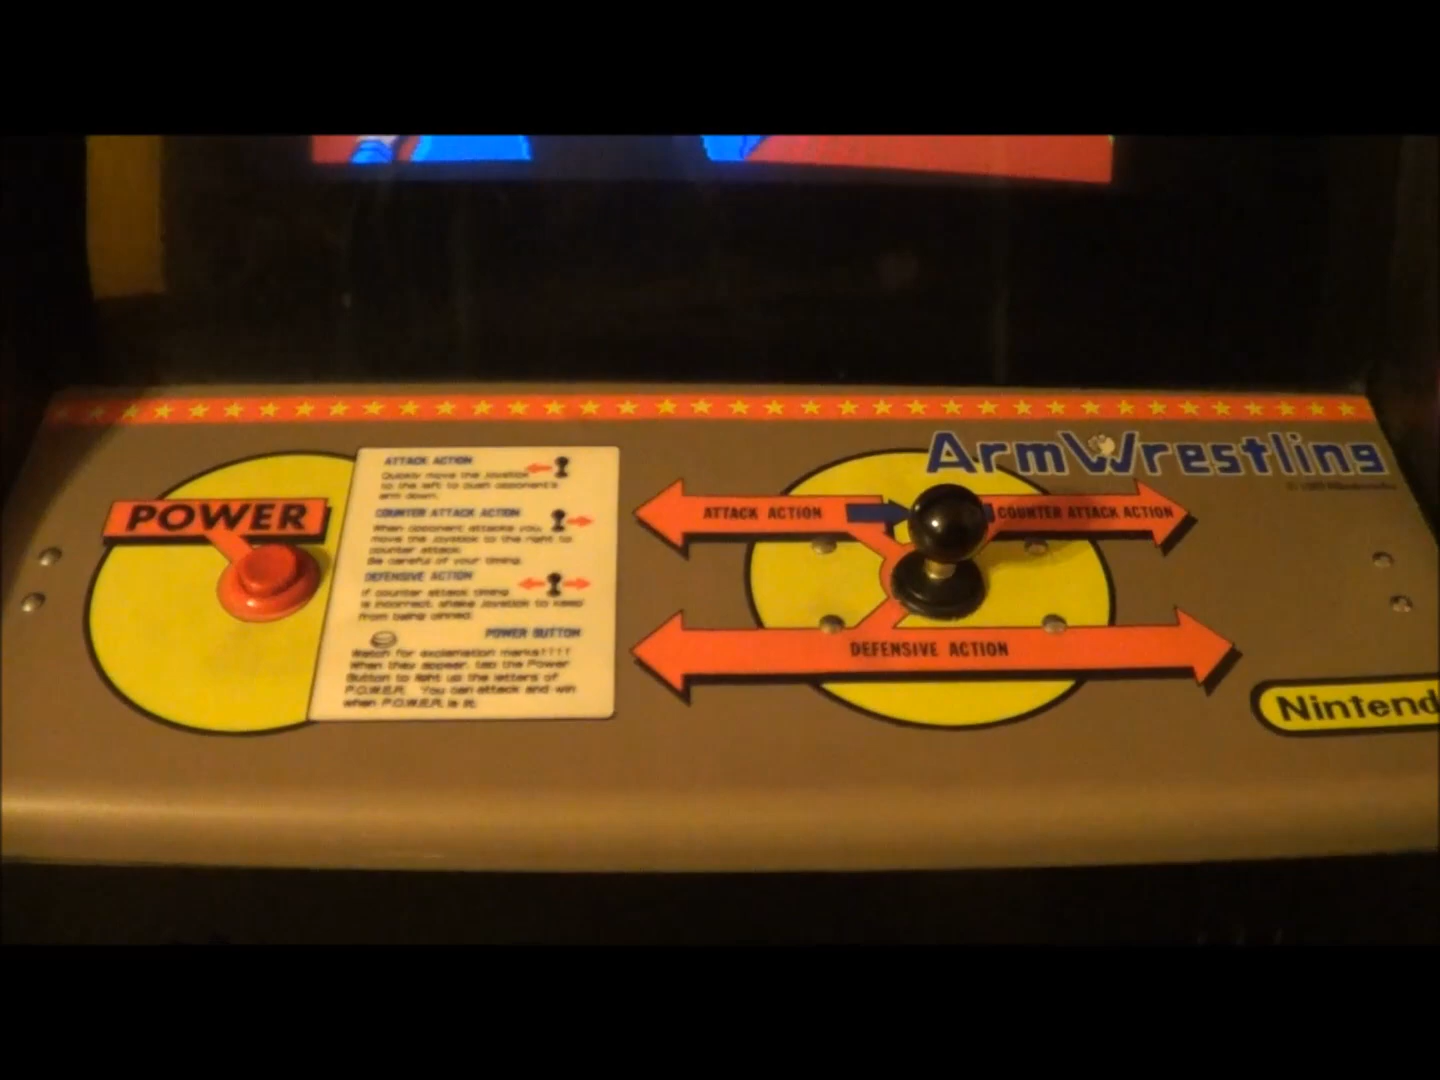 ArmWrestling
POWER
ATTACK ACTION
Quickly move the joystick
to the left to push opponent's
arm down.
COUNTER ATTACK ACTION
When opponent attacks you,
move the joystick to the right to
counter attack.
Be careful of your timing.
DEFENSIVE ACTION
If counter attack timing
is incorrect, shake joystick to keep
from being pinned.
POWER BUTTON
Watch for explanation marks!!!!
When they appear, tap the Power
Button to light up the letters of
P.O.W.E.R. You can attack and win
when P.O.W.E.R. is lit.
ATTACK ACTION
COUNTER ATTACK ACTION
DEFENSIVE ACTION
Nintend